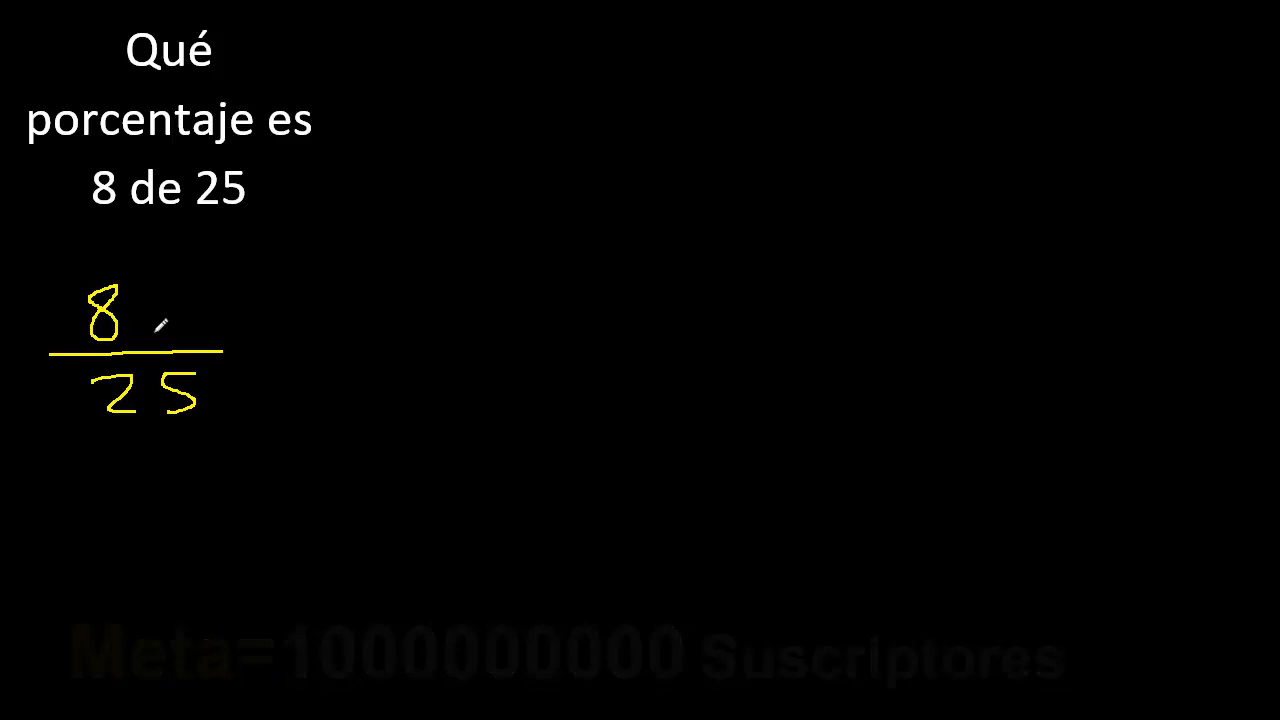 Qué
porcentaje es
8 de 25
8
25
Meta=1000000000 Suscriptores